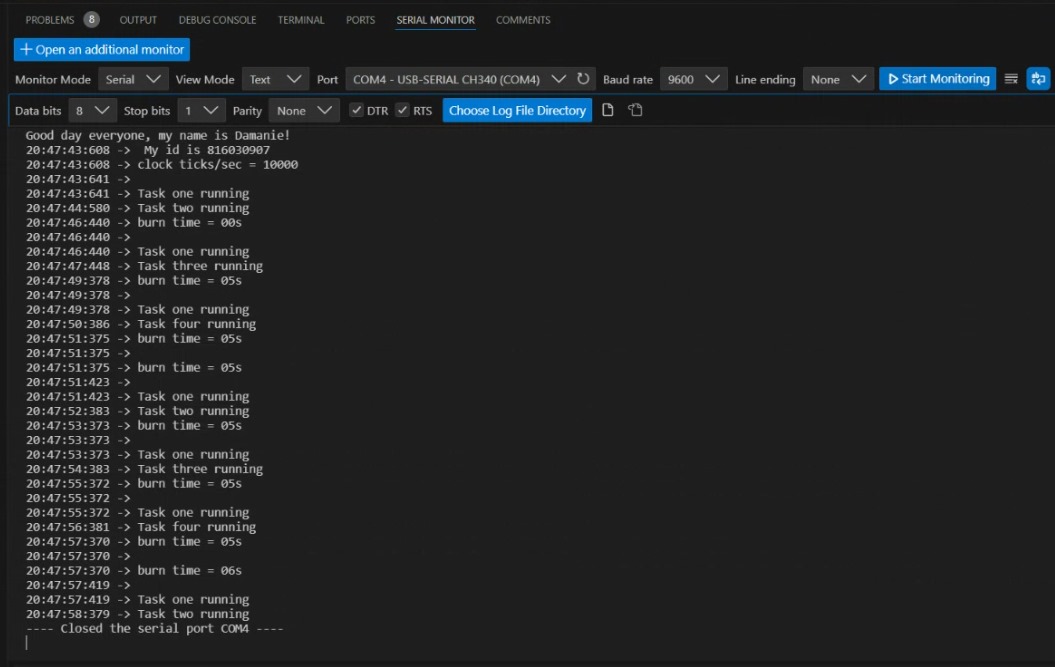 PROBLEMS 8 OUTPUT DEBUG CONSOLE TERMINAL PORTS SERIAL MONITOR COMMENTS
+ Open an additional monitor
Monitor Mode Serial View Mode Text Port COM4 - USB-SERIAL CH340 (COM4) Baud rate 9600 Line ending None Start Monitoring
Data bits 8 Stop bits 1 Parity None DTR RTS Choose Log File Directory
Good day everyone, my name is Damanie!
20:47:43:608 ->  My id is 816030907
20:47:43:608 -> clock ticks/sec = 10000
20:47:43:641 ->
20:47:43:641 -> Task one running
20:47:44:580 -> Task two running
20:47:46:440 -> burn time = 00s
20:47:46:440 ->
20:47:46:440 -> Task one running
20:47:47:448 -> Task three running
20:47:49:378 -> burn time = 05s
20:47:49:378 ->
20:47:49:378 -> Task one running
20:47:50:386 -> Task four running
20:47:51:375 -> burn time = 05s
20:47:51:375 ->
20:47:51:375 -> burn time = 05s
20:47:51:423 ->
20:47:51:423 -> Task one running
20:47:52:383 -> Task two running
20:47:53:373 -> burn time = 05s
20:47:53:373 ->
20:47:53:373 -> Task one running
20:47:54:383 -> Task three running
20:47:55:372 -> burn time = 05s
20:47:55:372 ->
20:47:55:372 -> Task one running
20:47:56:381 -> Task four running
20:47:57:370 -> burn time = 05s
20:47:57:370 ->
20:47:57:370 -> burn time = 06s
20:47:57:419 ->
20:47:57:419 -> Task one running
20:47:58:379 -> Task two running
---- Closed the serial port COM4 ----